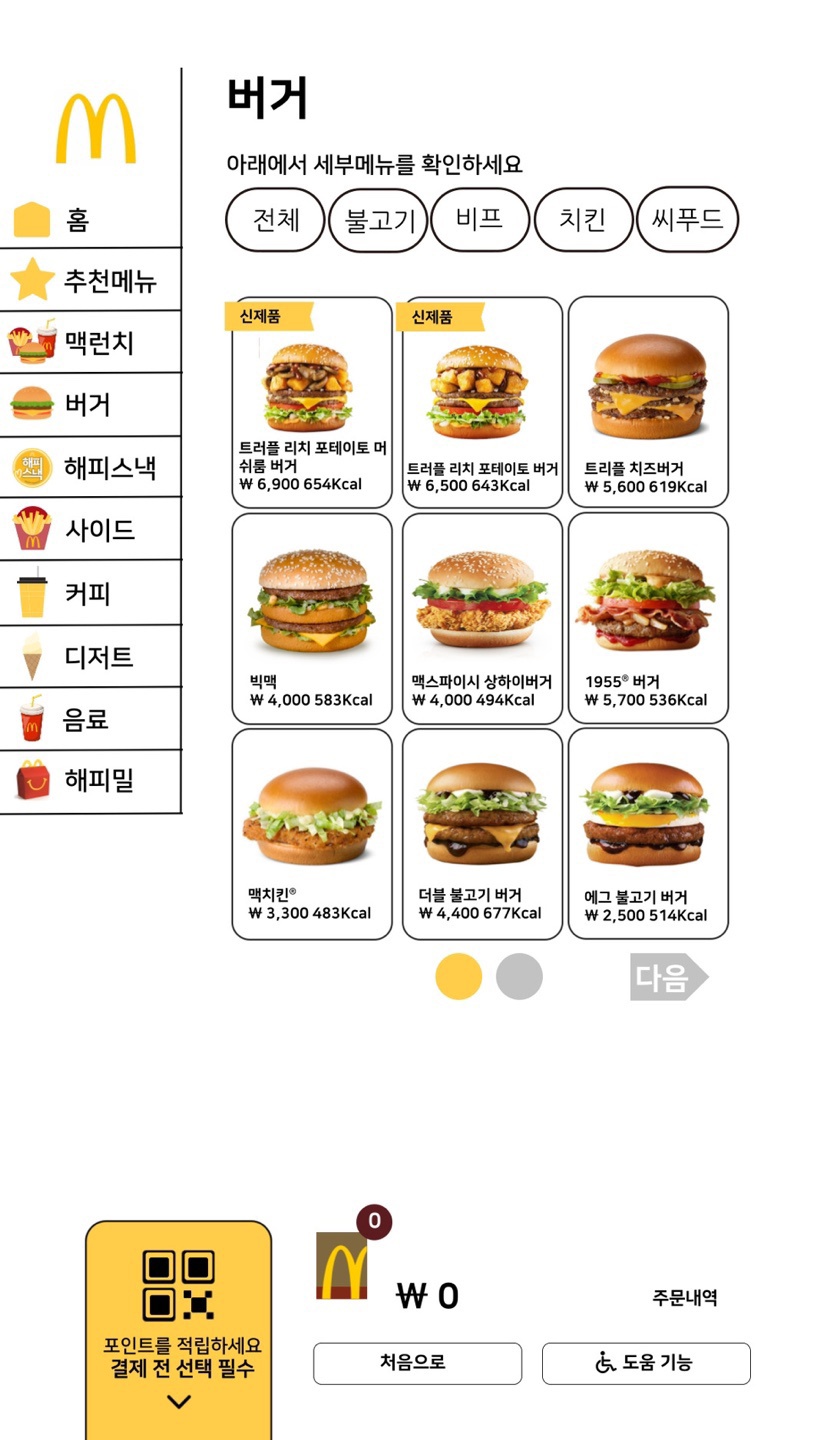 버거
아래에서 세부메뉴를 확인하세요
전체 불고기 비프 치킨 씨푸드
홈
추천메뉴
맥런치
버거
해피
스낵
해피스낵
사이드
커피
디저트
음료
해피밀
신제품
트러플 리치 포테이토 머
쉬룸 버거
₩ 6,900 654Kcal
신제품
트러플 리치 포테이토 버거
₩ 6,500 643Kcal
트리플 치즈버거
₩ 5,600 619Kcal
빅맥
₩ 4,000 583Kcal
맥스파이시 상하이버거
₩ 4,000 494Kcal
1955® 버거
₩ 5,700 536Kcal
맥치킨®
₩ 3,300 483Kcal
더블 불고기 버거
₩ 4,400 677Kcal
에그 불고기 버거
₩ 2,500 514Kcal
다음
포인트를 적립하세요
결제 전 선택 필수
0
₩ 0
주문내역
처음으로
도움 기능